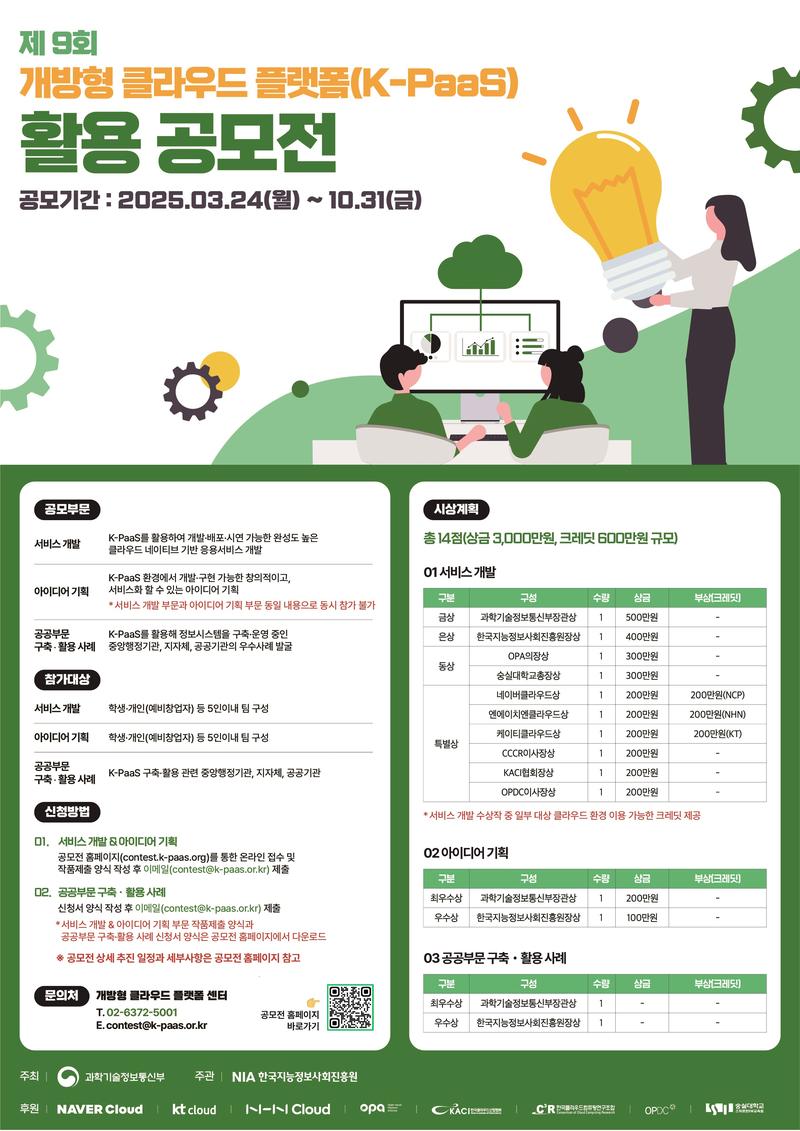 제 9회
개방형 클라우드 플랫폼(K-PaaS)
활용 공모전
공모기간 : 2025.03.24(월) ~ 10.31(금)
공모부문
서비스 개발
K-PaaS를 활용하여 개발·배포·시연 가능한 완성도 높은
클라우드 네이티브 기반 응용서비스 개발
아이디어 기획
K-PaaS 환경에서 개발·구현 가능한 창의적이고,
서비스화 할 수 있는 아이디어 기획
* 서비스 개발 부문과 아이디어 기획 부문 동일 내용으로 동시 참가 불가
공공부문
구축·활용 사례
K-PaaS를 활용해 정보시스템을 구축·운영 중인
중앙행정기관, 지자체, 공공기관의 우수사례 발굴
참가대상
서비스 개발 학생·개인(예비창업자) 등 5인이내 팀 구성
아이디어 기획 학생·개인(예비창업자) 등 5인이내 팀 구성
공공부문
구축·활용 사례
K-PaaS 구축·활용 관련 중앙행정기관, 지자체, 공공기관
신청방법
01. 서비스 개발 & 아이디어 기획
공모전 홈페이지(contest.k-paas.org)를 통한 온라인 접수 및
작품제출 양식 작성 후 이메일(contest@k-paas.or.kr) 제출
02. 공공부문 구축·활용 사례
신청서 양식 작성 후 이메일(contest@k-paas.or.kr) 제출
* 서비스 개발 & 아이디어 기획 부문 작품제출 양식과
공공부문 구축·활용 사례 신청서 양식은 공모전 홈페이지에서 다운로드
※ 공모전 상세 추진 일정과 세부사항은 공모전 홈페이지 참고
문의처
개방형 클라우드 플랫폼 센터
T. 02-6372-5001
E. contest@k-paas.or.kr
공모전 홈페이지
바로가기
시상계획
총 14점(상금 3,000만원, 크레딧 600만원 규모)
01 서비스 개발
구분 구성 수량 상금 부상(크레딧)
금상 과학기술정보통신부장관상 1 500만원 -
은상 한국지능정보사회진흥원장상 1 400만원 -
동상 OPA의장상 1 300만원 -
숭실대학교총장상 1 300만원 -
특별상 네이버클라우드상 1 200만원 200만원(NCP)
엔에이치엔클라우드상 1 200만원 200만원(NHN)
케이티클라우드상 1 200만원 200만원(KT)
CCCR이사장상 1 200만원 -
KACI협회장상 1 200만원 -
OPDC이사장상 1 200만원 -
* 서비스 개발 수상작 중 일부 대상 클라우드 환경 이용 가능한 크레딧 제공
02 아이디어 기획
구분 구성 수량 상금 부상(크레딧)
최우수상 과학기술정보통신부장관상 1 200만원 -
우수상 한국지능정보사회진흥원장상 1 100만원 -
03 공공부문 구축·활용 사례
구분 구성 수량 상금 부상(크레딧)
최우수상 과학기술정보통신부장관상 1 - -
우수상 한국지능정보사회진흥원장상 1 - -
주최 과학기술정보통신부 주관 NIA 한국지능정보사회진흥원
후원 NAVER Cloud kt cloud NHN Cloud opa KACI 한국클라우드산업협회 한국클라우드컴퓨팅연구조합 OPDC 숭실대학교